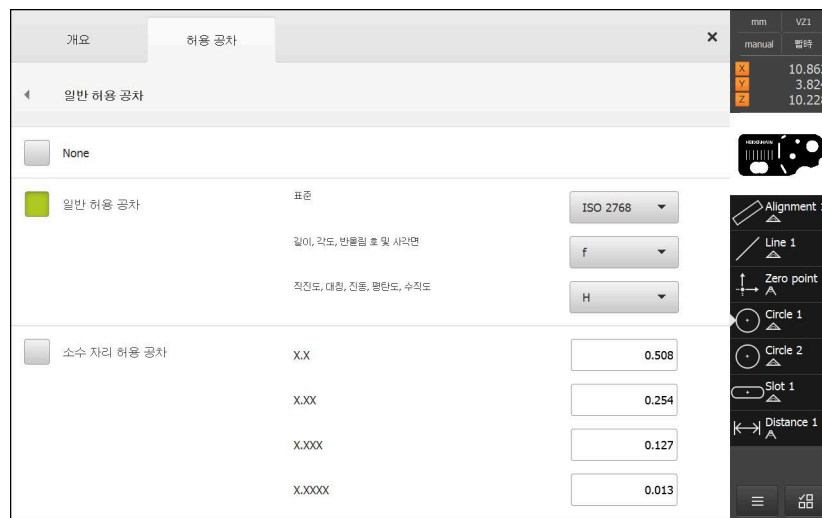 개요
허용 공차
×
일반 허용 공차
None
일반 허용 공차
표준
ISO 2768
길이, 각도, 반올림 호 및 사각면
f
직진도, 대칭, 진동, 평탄도, 수직도
H
소수 자리 허용 공차
X.X
0.508
X.XX
0.254
X.XXX
0.127
X.XXXX
0.013
mm VZ1
manual 暫時
X 10.86
Y 3.82
Z 10.22
HEIDENHAIN
Alignment 1
Line 1
Zero point
Circle 1
Circle 2
Slot 1
Distance 1